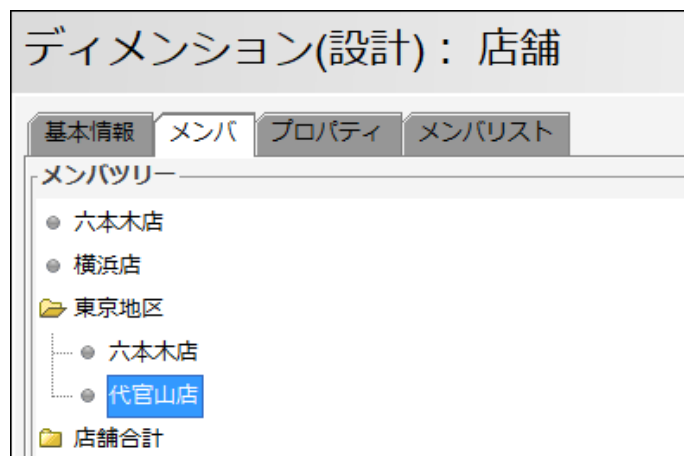 ディメンション(設計)： 店舗
基本情報 メンバ プロパティ メンバリスト
メンバツリー
六本木店
横浜店
東京地区
六本木店
代官山店
店舗合計